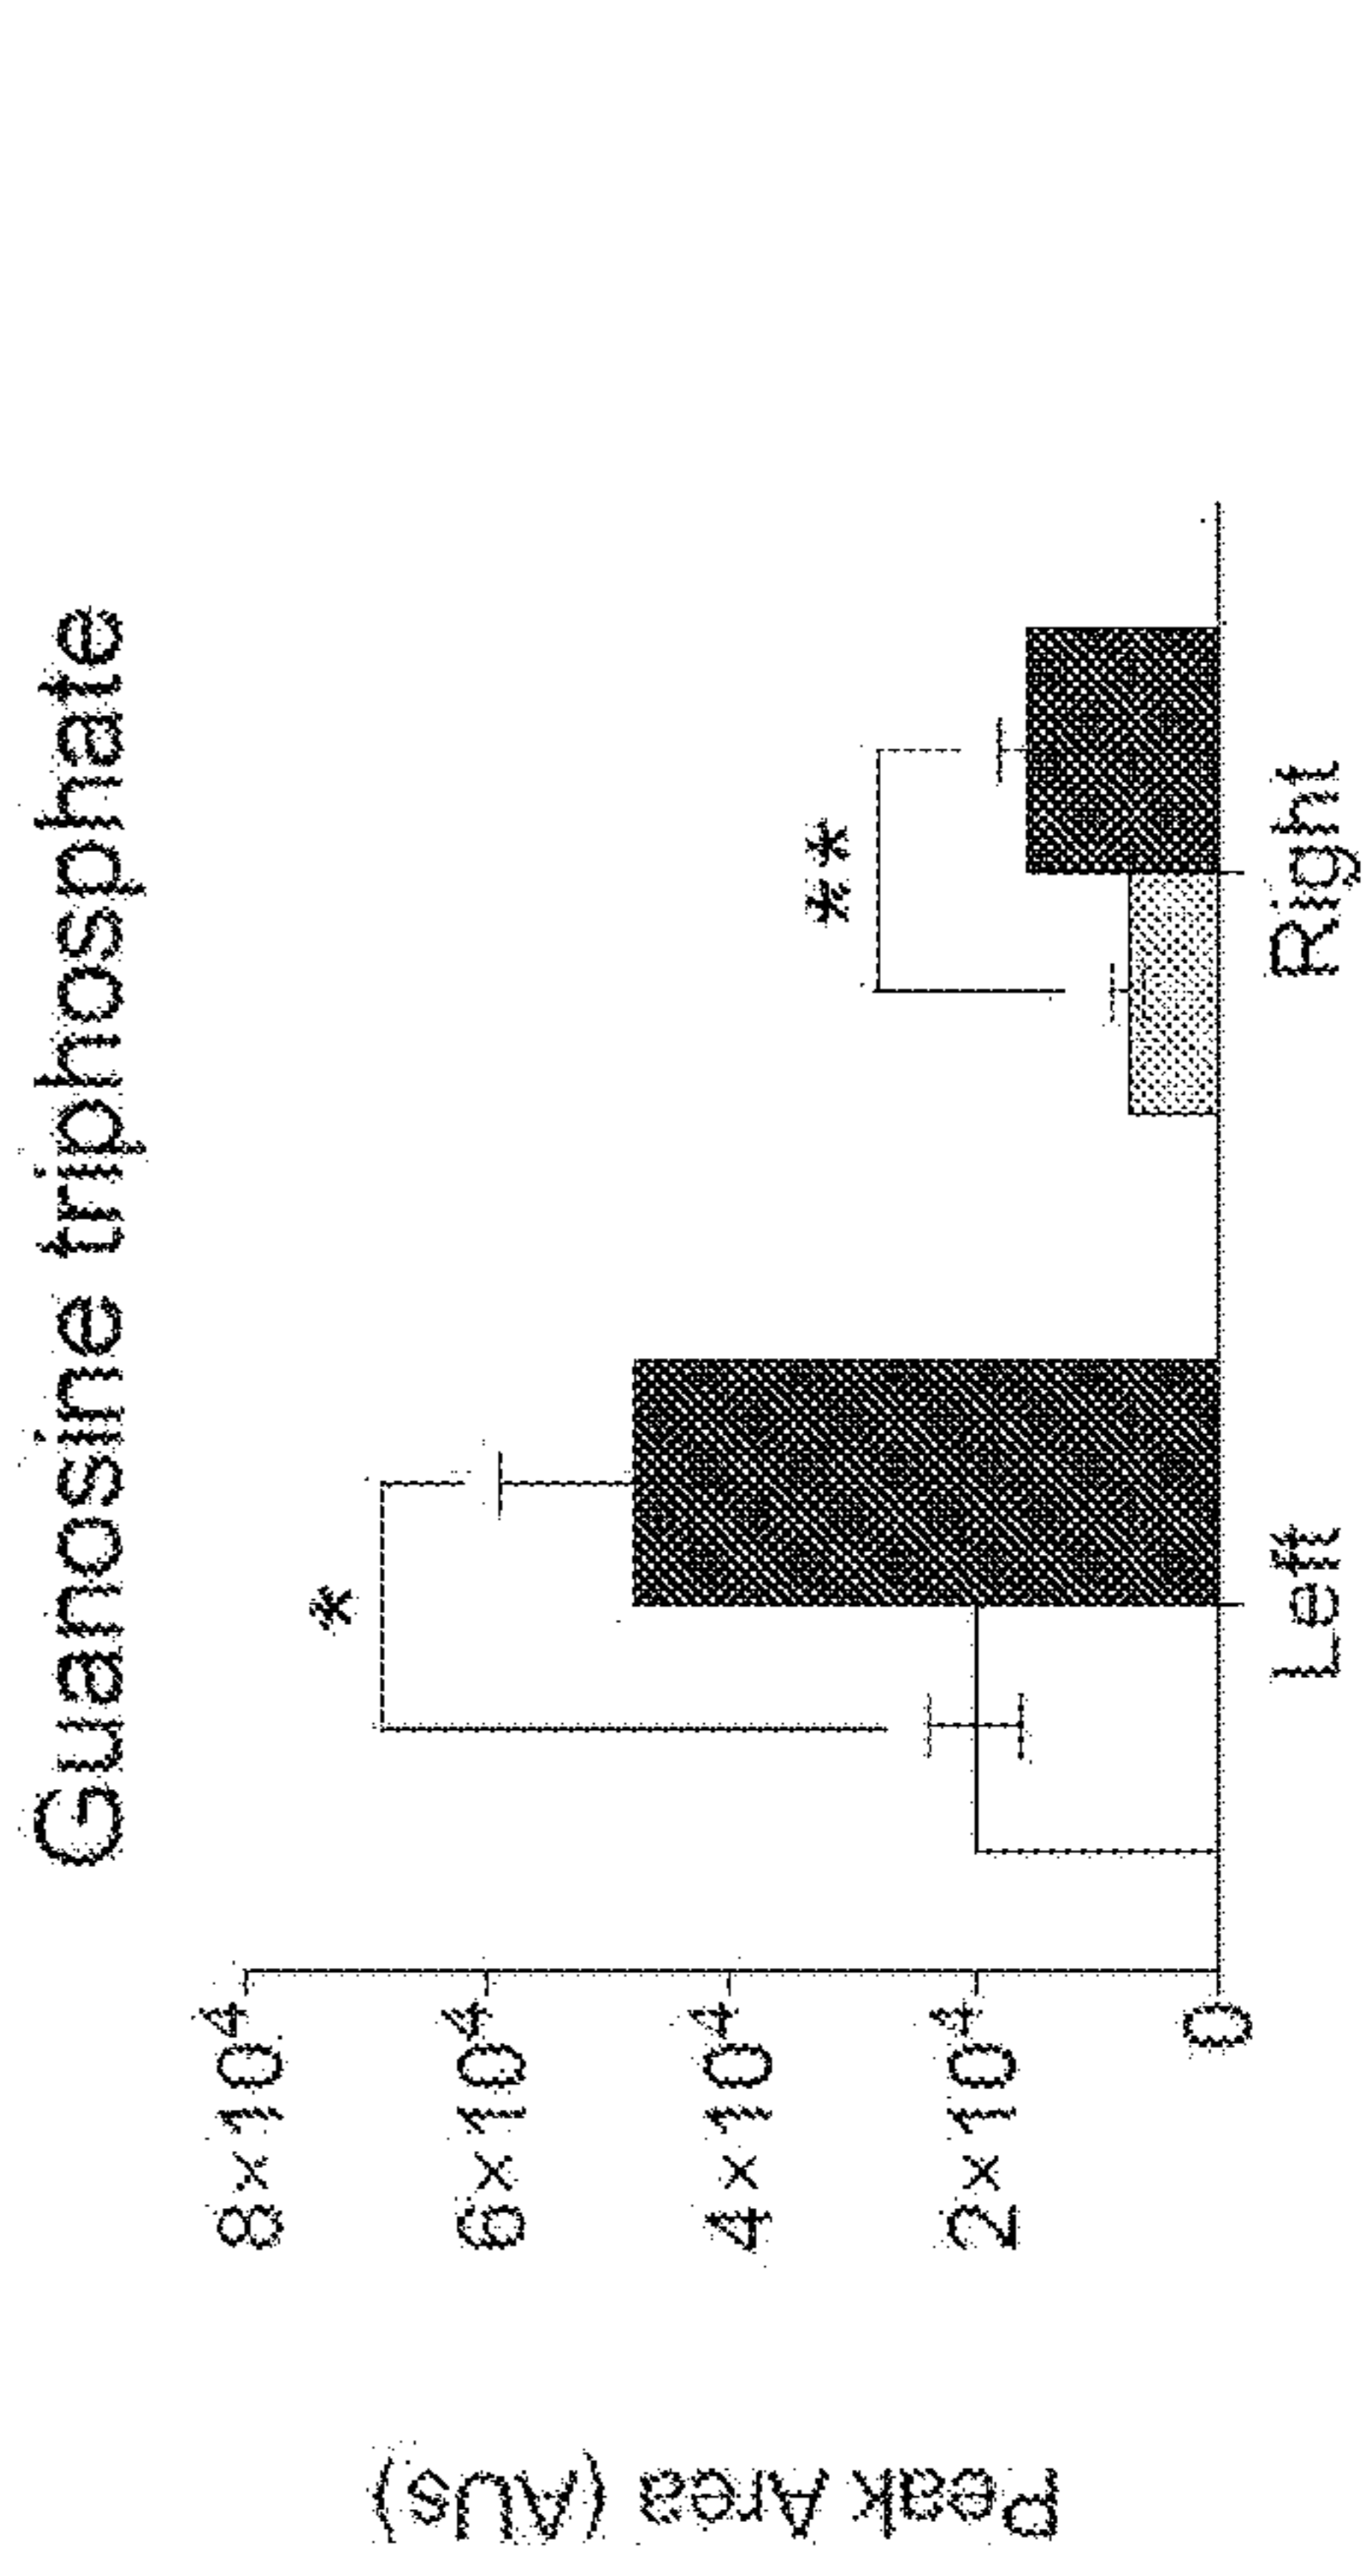 Guanosine triphosphate
Peak Area (AUs)
8×10⁴
6×10⁴
4×10⁴
2×10⁴
0
*
**
Left
Right